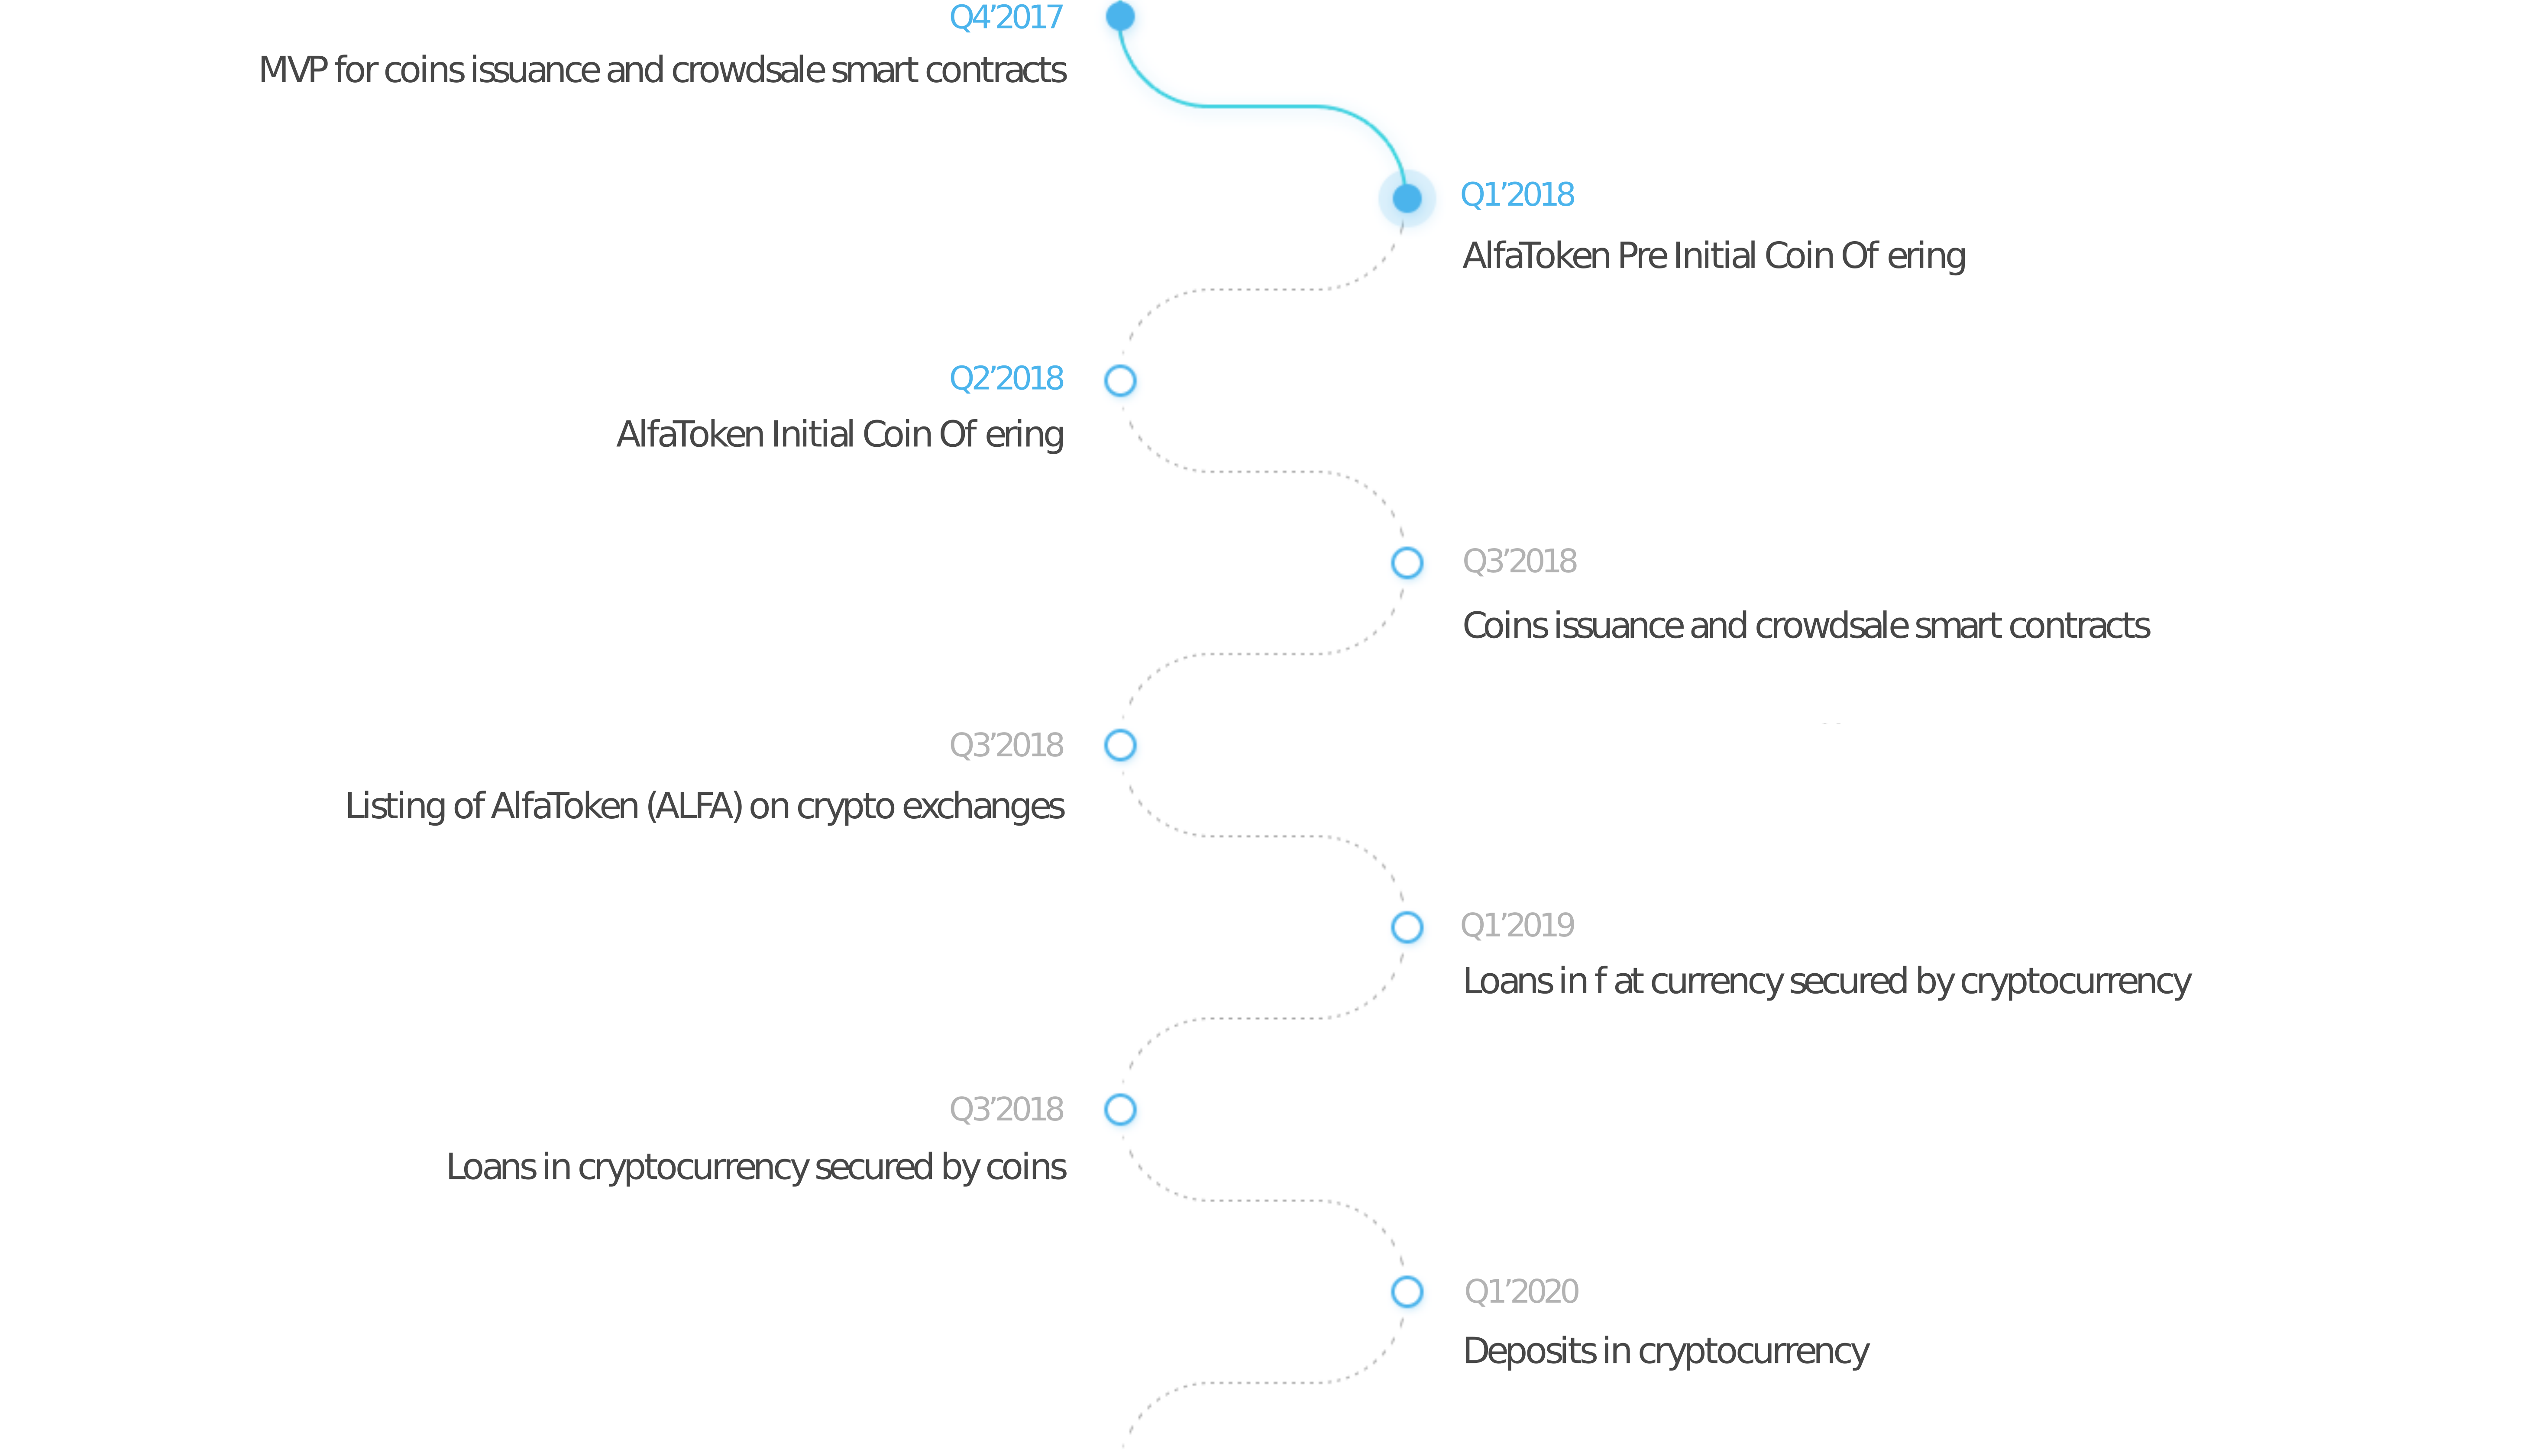 Q4’2017
MVP for coins issuance and crowdsale smart contracts
Q1’2018
AlfaToken Pre Initial Coin Of ering
Q2’2018
AlfaToken Initial Coin Of ering
Q3’2018
Coins issuance and crowdsale smart contracts
Q3’2018
Listing of AlfaToken (ALFA) on crypto exchanges
Q1’2019
Loans in f at currency secured by cryptocurrency
Q3’2018
Loans in cryptocurrency secured by coins
Q1’2020
Deposits in cryptocurrency